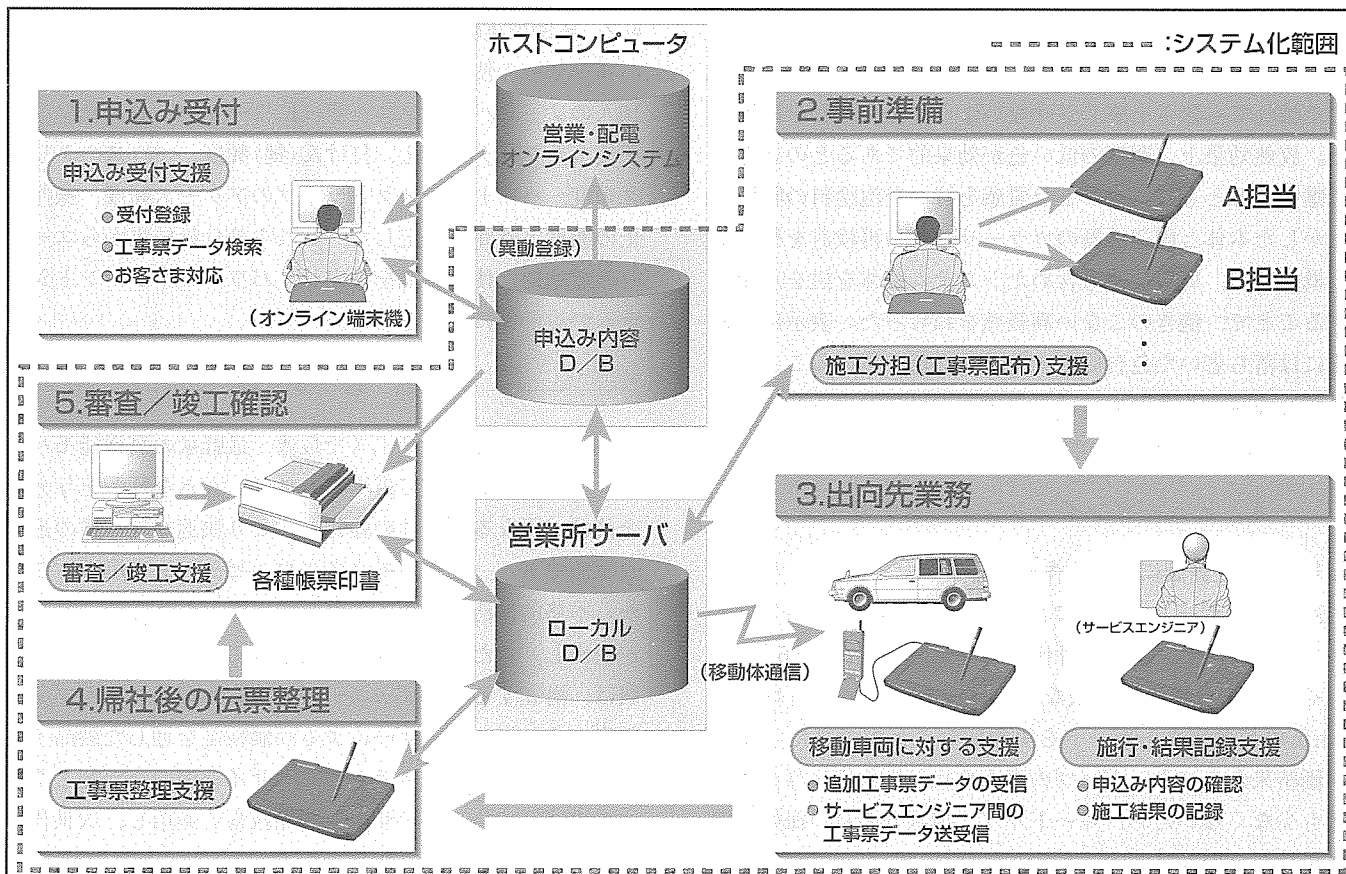 ホストコンピュータ
:システム化範囲
営業・配電
オンラインシステム
1.申込み受付
申込み受付支援
●受付登録
●工事票データ検索
●お客さま対応
(オンライン端末機)
(異動登録)
申込み内容
D/B
2.事前準備
A担当
B担当
施工分担(工事票配布)支援
5.審査/竣工確認
審査/竣工支援
各種帳票印書
営業所サーバ
ローカル
D/B
(移動体通信)
3.出向先業務
(サービスエンジニア)
移動車両に対する支援
●追加工事票データの受信
●サービスエンジニア間の
工事票データ送受信
施行・結果記録支援
●申込み内容の確認
●施工結果の記録
4.帰社後の伝票整理
工事票整理支援